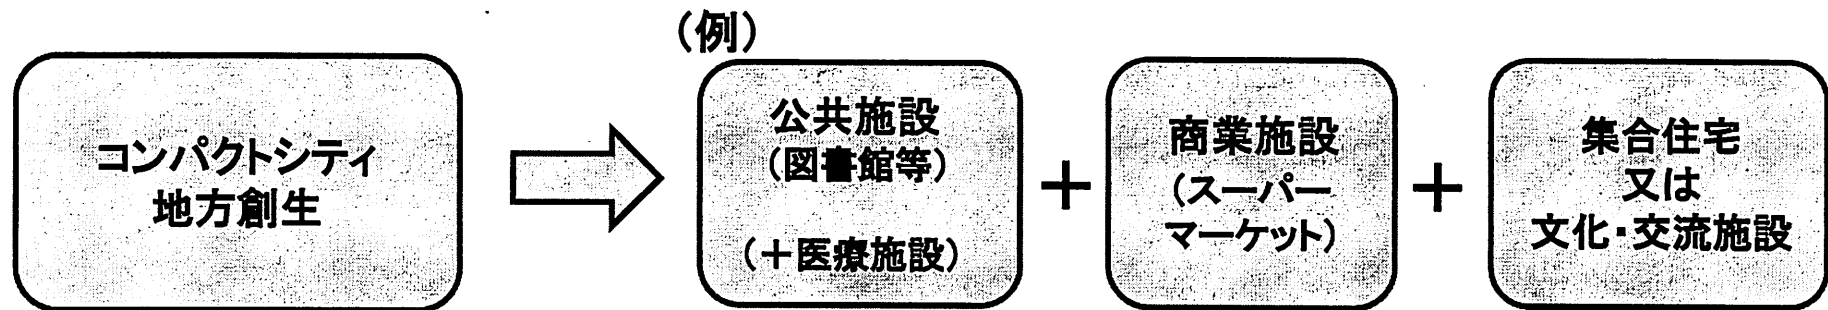 (例)
コンパクトシティ
地方創生
公共施設
(図書館等)
(+医療施設)
+
商業施設
(スーパー
マーケット)
+
集合住宅
又は
文化・交流施設